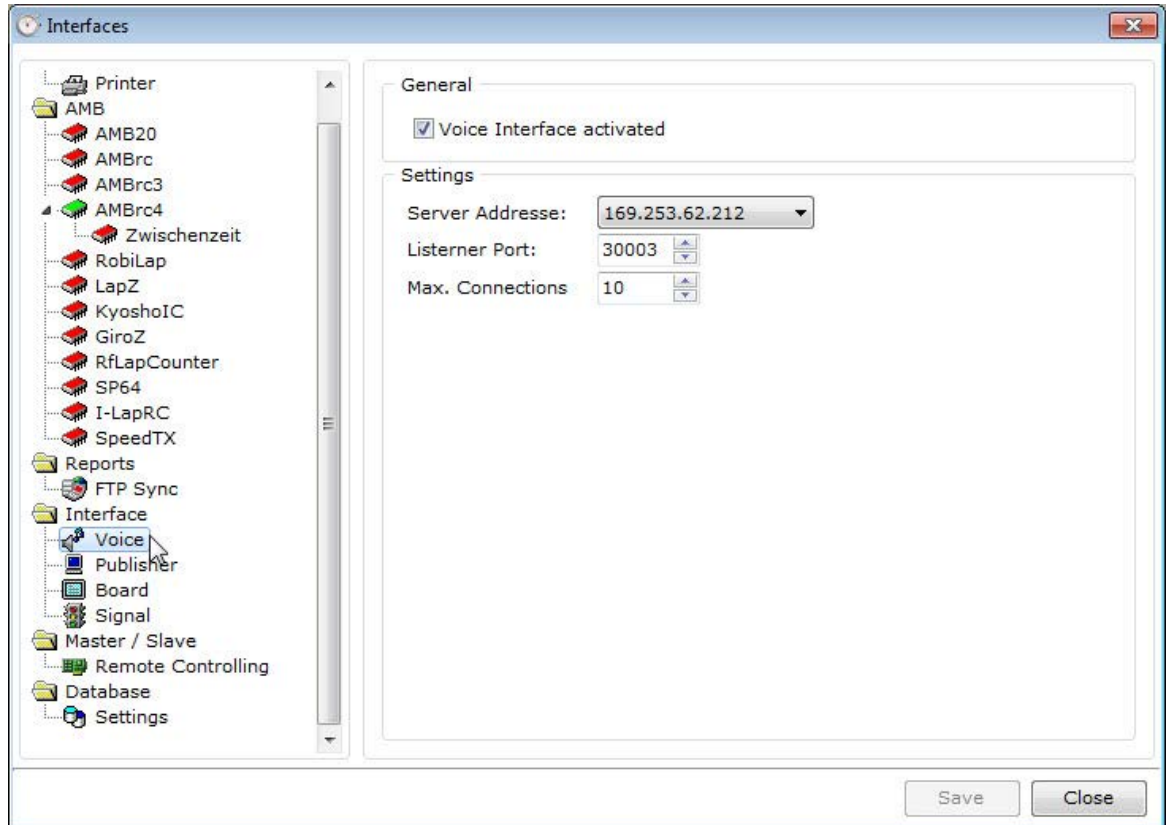 Interfaces
Printer
AMB
AMB20
AMBrc
AMBrc3
AMBrc4
Zwischenzeit
RobiLap
LapZ
KyoshoIC
GiroZ
RfLapCounter
SP64
I-LapRC
SpeedTX
Reports
FTP Sync
Interface
Voice
Publisher
Board
Signal
Master / Slave
Remote Controlling
Database
Settings
General
Voice Interface activated
Settings
Server Addresse: 169.253.62.212
Listerner Port: 30003
Max. Connections 10
Save Close